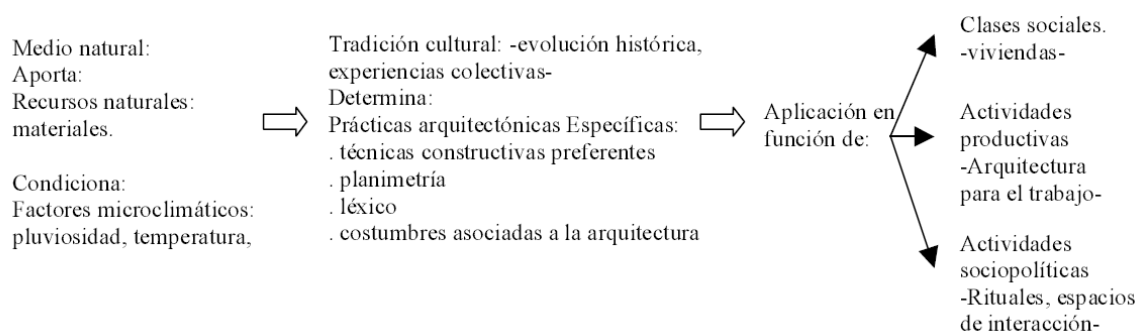 Medio natural:
Aporta:
Recursos naturales:
materiales.
Condiciona:
Factores microclimáticos:
pluviosidad, temperatura,
Tradición cultural: -evolución histórica,
experiencias colectivas-
Determina:
Prácticas arquitectónicas Específicas:
. técnicas constructivas preferentes
. planimetría
. léxico
. costumbres asociadas a la arquitectura
Aplicación en
función de:
Clases sociales.
-viviendas-
Actividades
productivas
-Arquitectura
para el trabajo-
Actividades
sociopolíticas
-Rituales, espacios
de interacción-